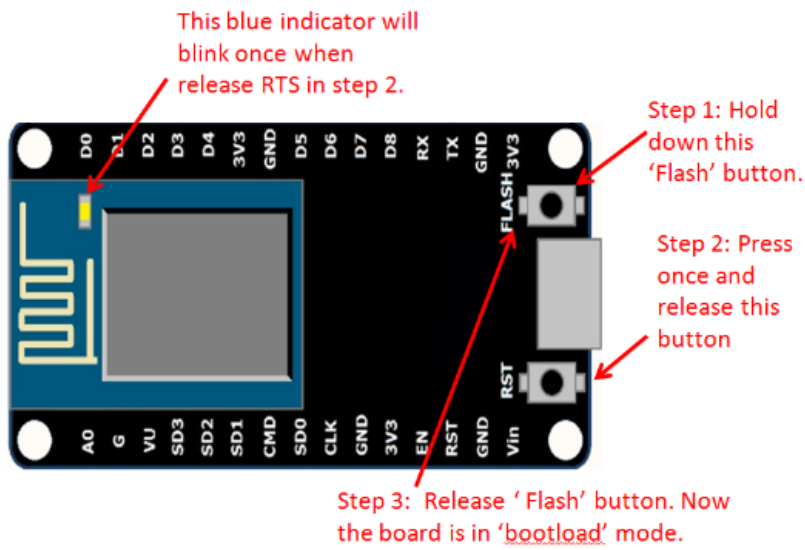 This blue indicator will
blink once when
release RTS in step 2.
Step 1: Hold
down this
‘Flash’ button.
D0 D1 D2 D3 D4 3V3 GND D5 D6 D7 D8 RX TX GND 3V3
FLASH
Step 2: Press
once and
release this
button
RST
A0 G VU SD3 SD2 SD1 CMD SD0 CLK GND 3V3 EN RST GND Vin
Step 3:  Release ‘ Flash’ button. Now
the board is in ‘bootload’ mode.